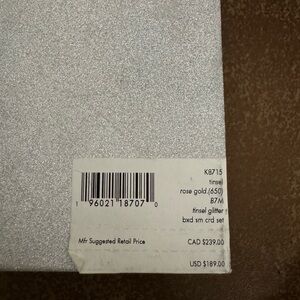 K8715
tinsel
rose gold.(650)
B7M
tinsel glitter
bxd sm crd set
1 96021 18707 0
Mfr Suggested Retail Price
CAD $239.00
USD $189.00